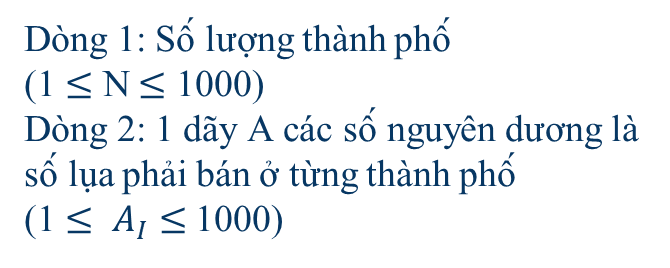 Dòng 1: Số lượng thành phố
(1 ≤ N ≤ 1000)
Dòng 2: 1 dãy A các số nguyên dương là
số lụa phải bán ở từng thành phố
(1 ≤ A_I ≤ 1000)